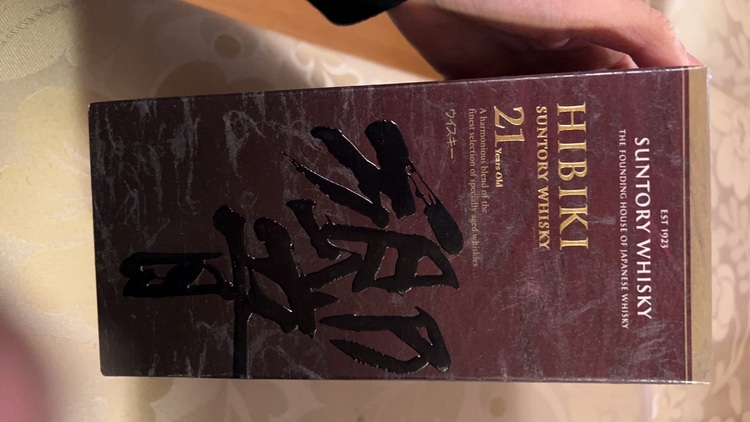 EST 1923
SUNTORY WHISKY
THE FOUNDING HOUSE OF JAPANESE WHISKY
HIBIKI
SUNTORY WHISKY
21 Years Old
A harmonious blend of the
finest selection of specially aged whiskies
ウイスキー
響